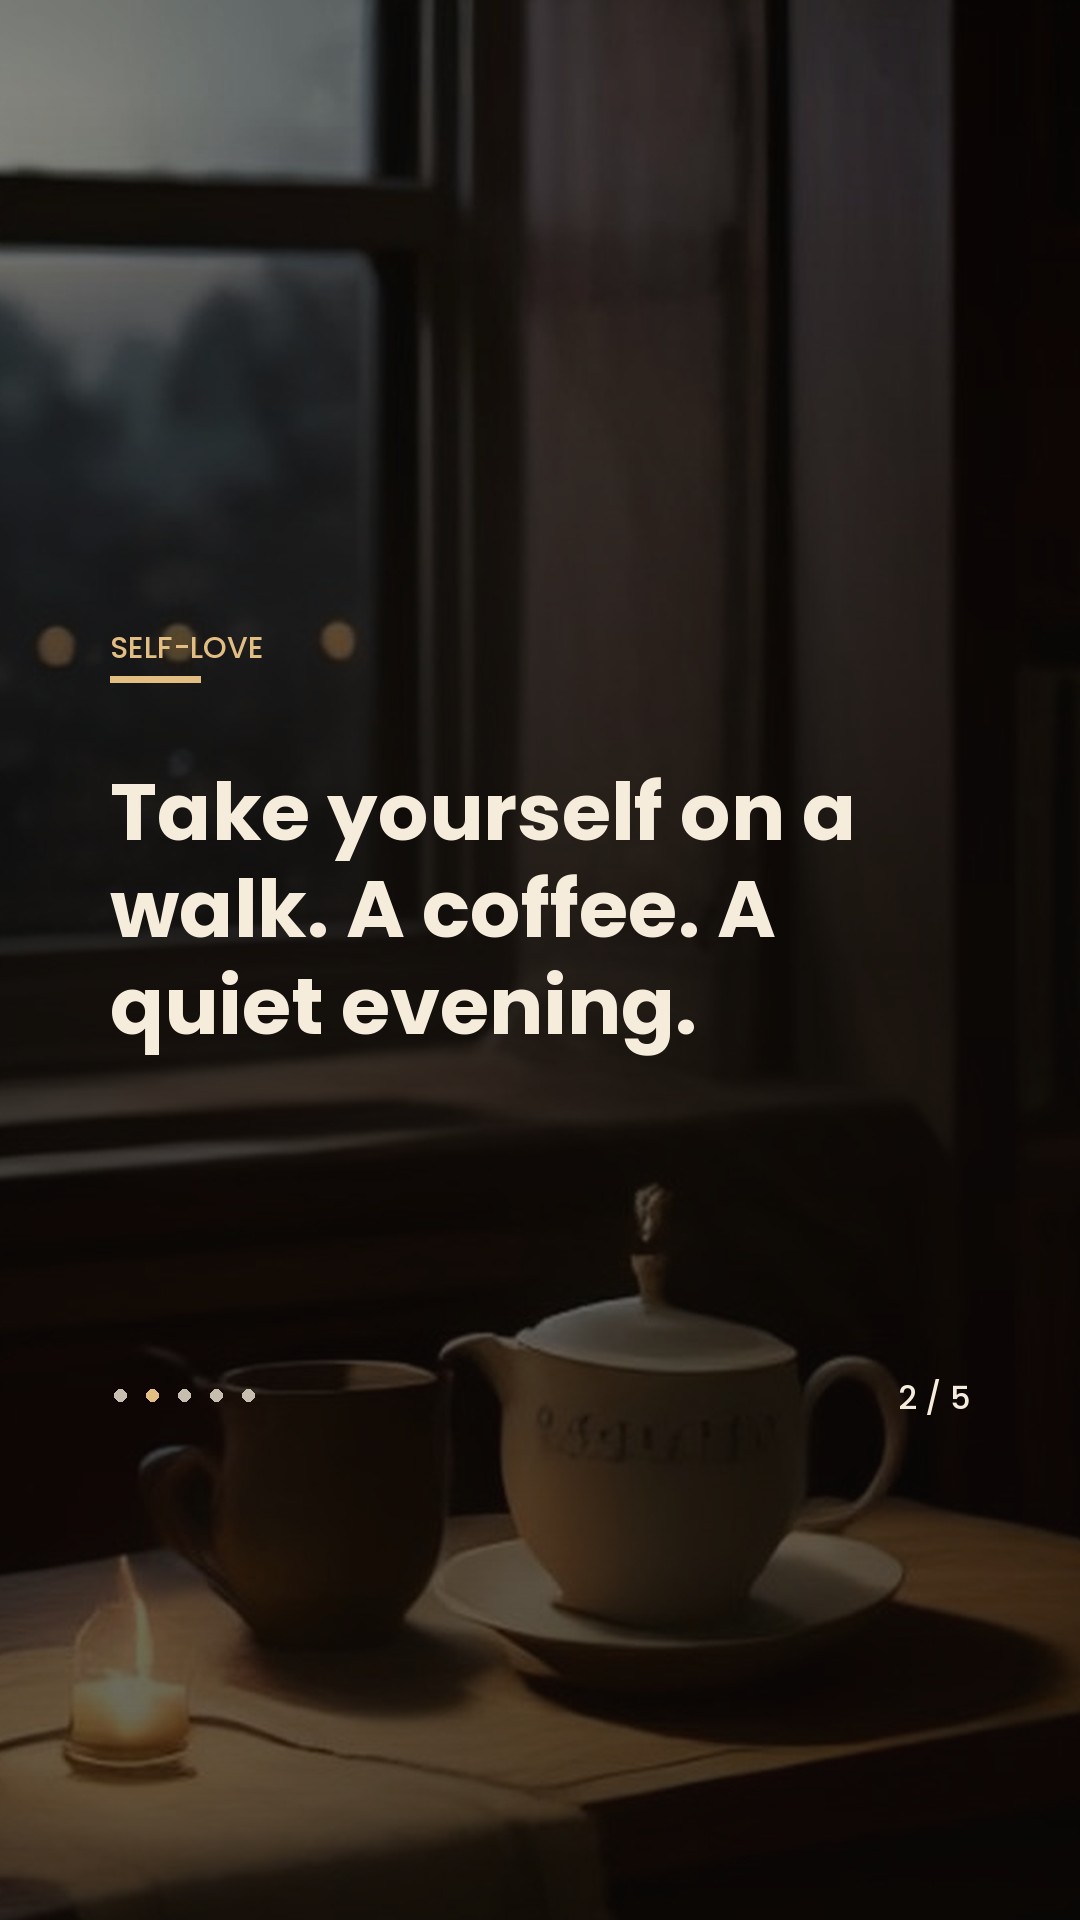 SELF-LOVE
Take yourself on a
walk. A coffee. A
quiet evening.
2 / 5